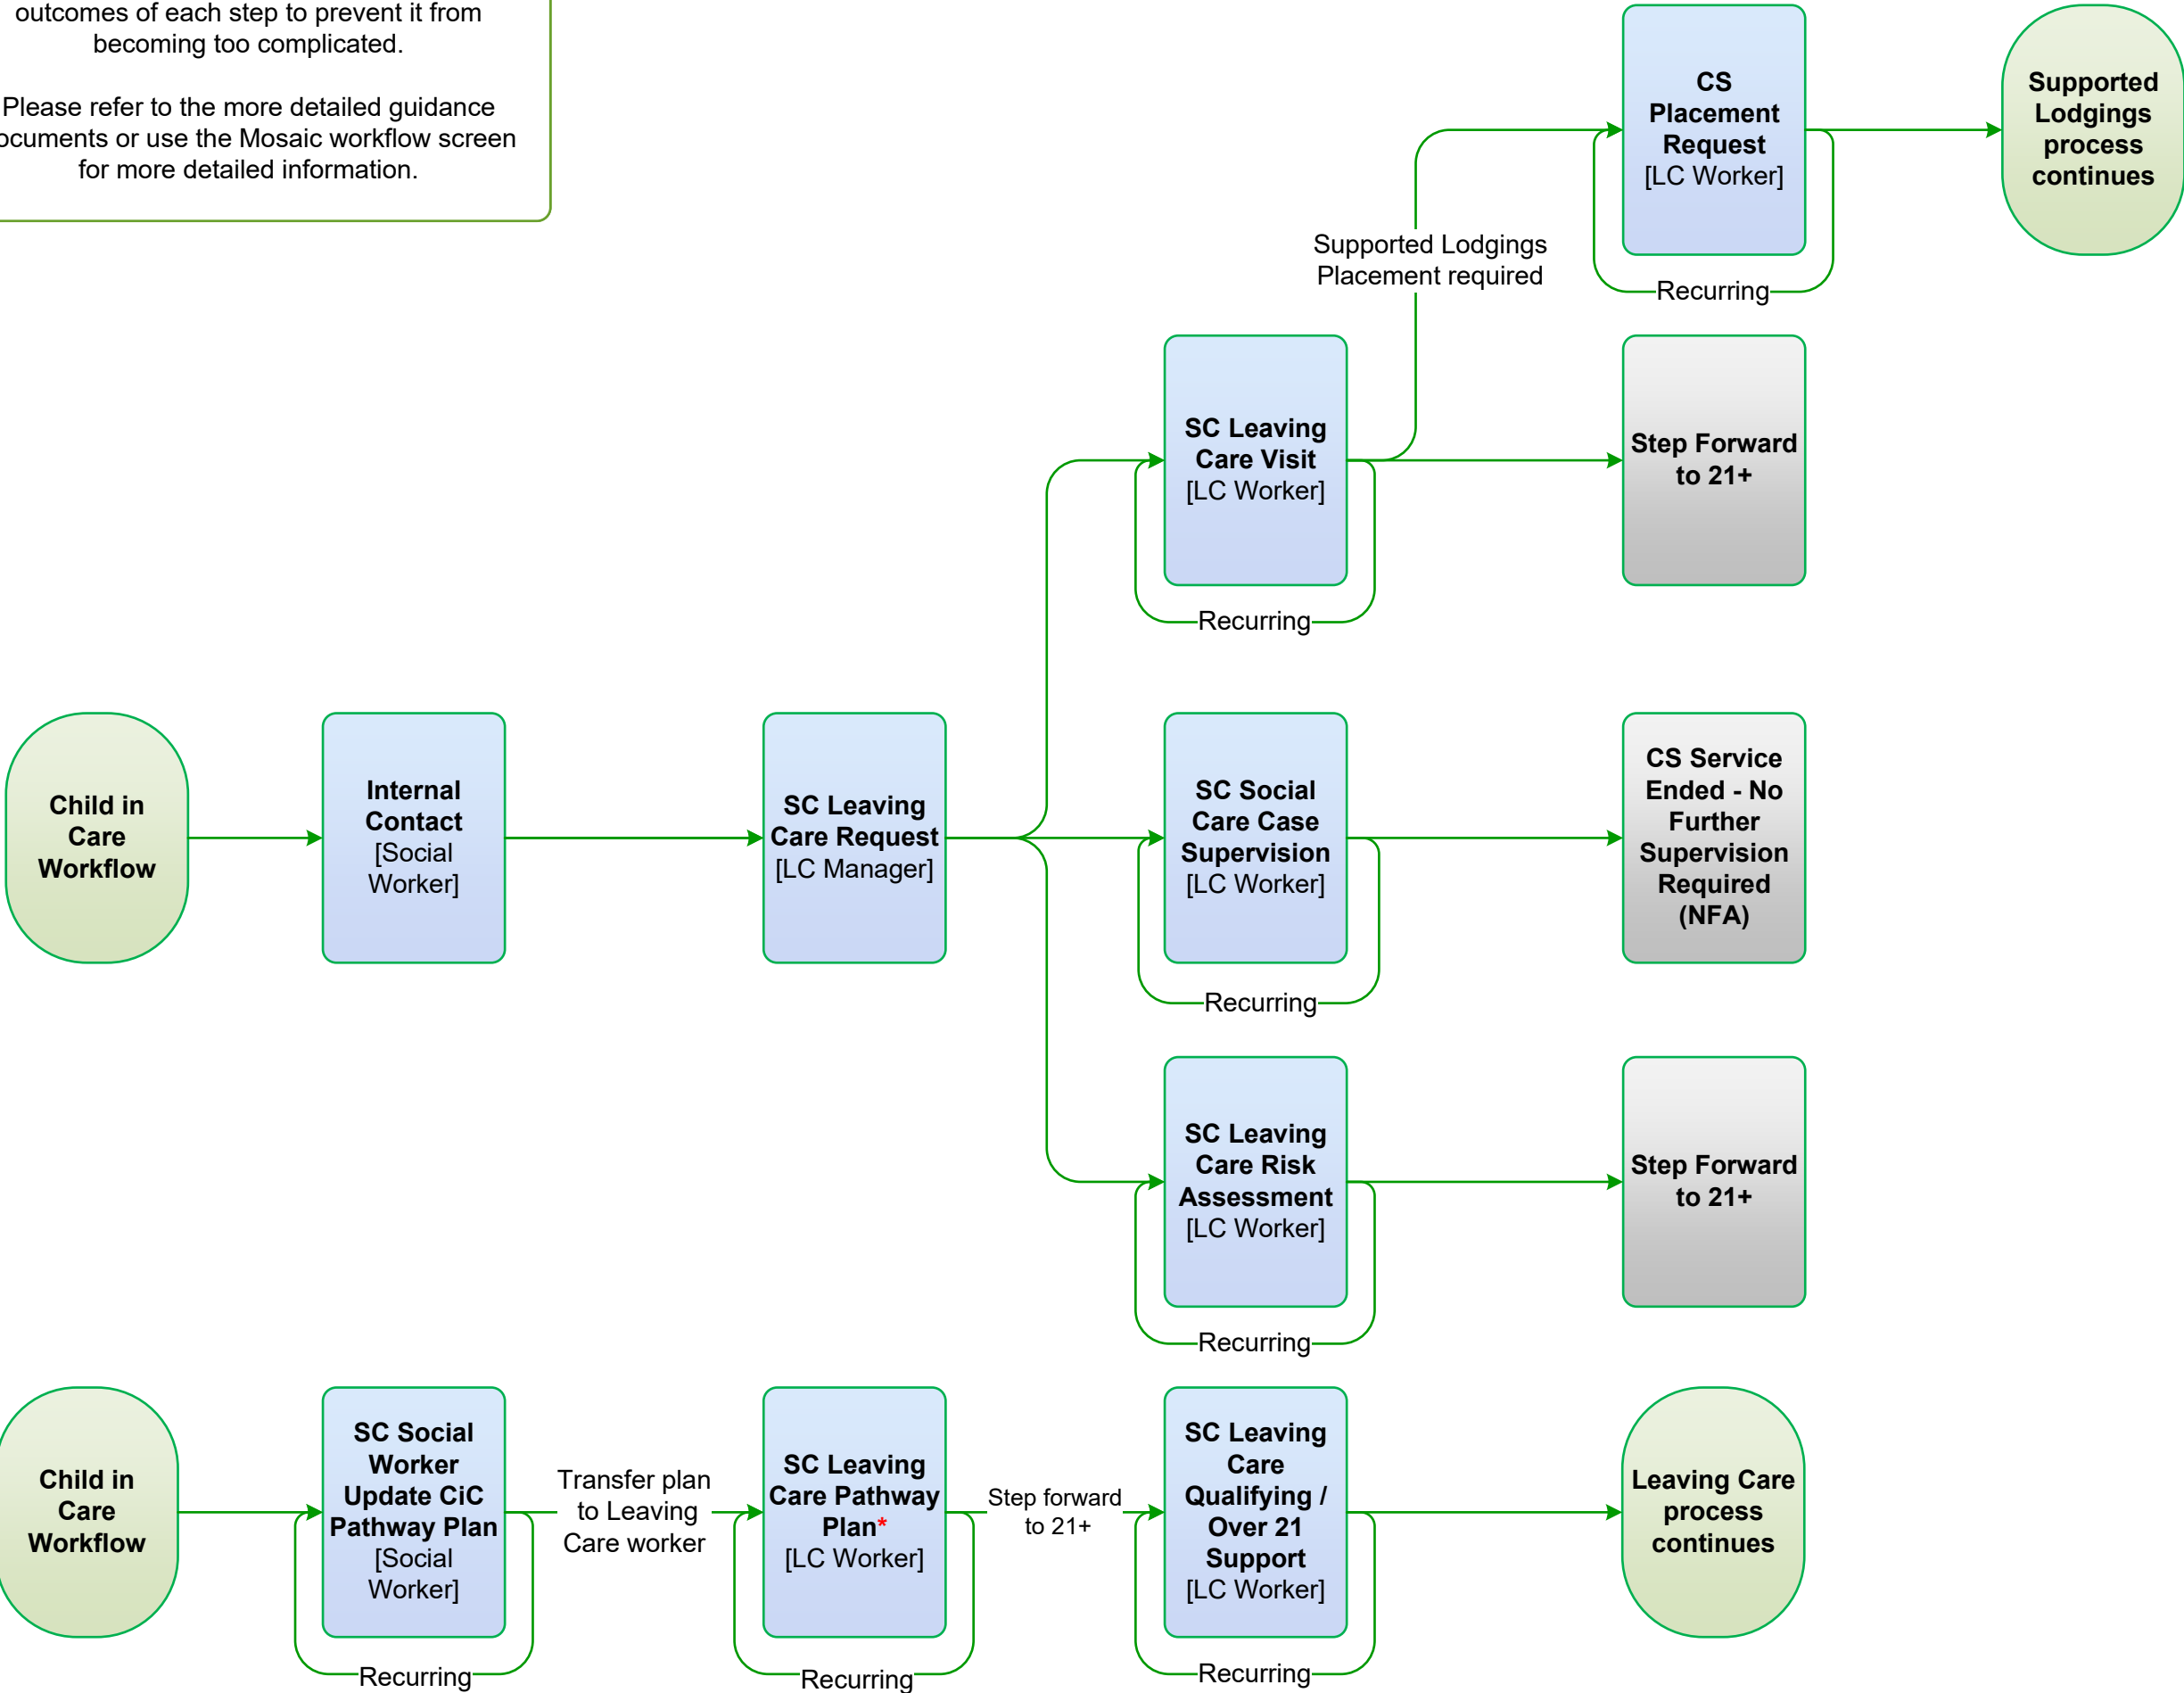 outcomes of each step to prevent it from
becoming too complicated.
Please refer to the more detailed guidance
documents or use the Mosaic workflow screen
for more detailed information.
CS
Placement
Request
[LC Worker]
Recurring
Supported
Lodgings
process
continues
Supported Lodgings
Placement required
SC Leaving
Care Visit
[LC Worker]
Recurring
Step Forward
to 21+
Child in
Care
Workflow
Internal
Contact
[Social
Worker]
SC Leaving
Care Request
[LC Manager]
SC Social
Care Case
Supervision
[LC Worker]
Recurring
CS Service
Ended - No
Further
Supervision
Required
(NFA)
SC Leaving
Care Risk
Assessment
[LC Worker]
Recurring
Step Forward
to 21+
Child in
Care
Workflow
SC Social
Worker
Update CiC
Pathway Plan
[Social
Worker]
Recurring
Transfer plan
to Leaving
Care worker
SC Leaving
Care Pathway
Plan*
[LC Worker]
Recurring
Step forward
to 21+
SC Leaving
Care
Qualifying /
Over 21
Support
[LC Worker]
Recurring
Leaving Care
process
continues